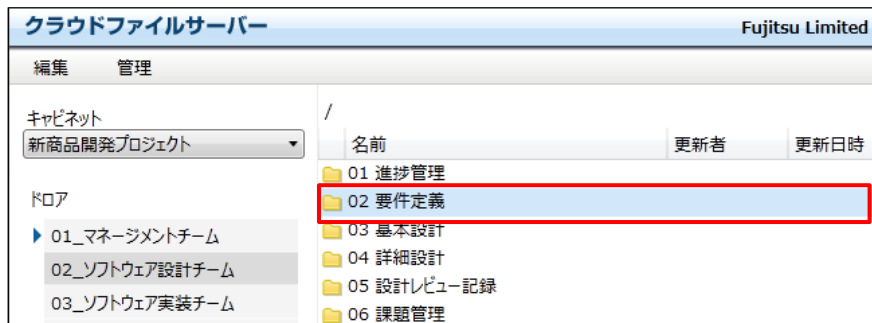 クラウドファイルサーバー
Fujitsu Limited
編集 管理
キャビネット
新商品開発プロジェクト
ドロア
01_マネージメントチーム
02_ソフトウェア設計チーム
03_ソフトウェア実装チーム
/
名前 更新者 更新日時
01 進捗管理
02 要件定義
03 基本設計
04 詳細設計
05 設計レビュー記録
06 課題管理